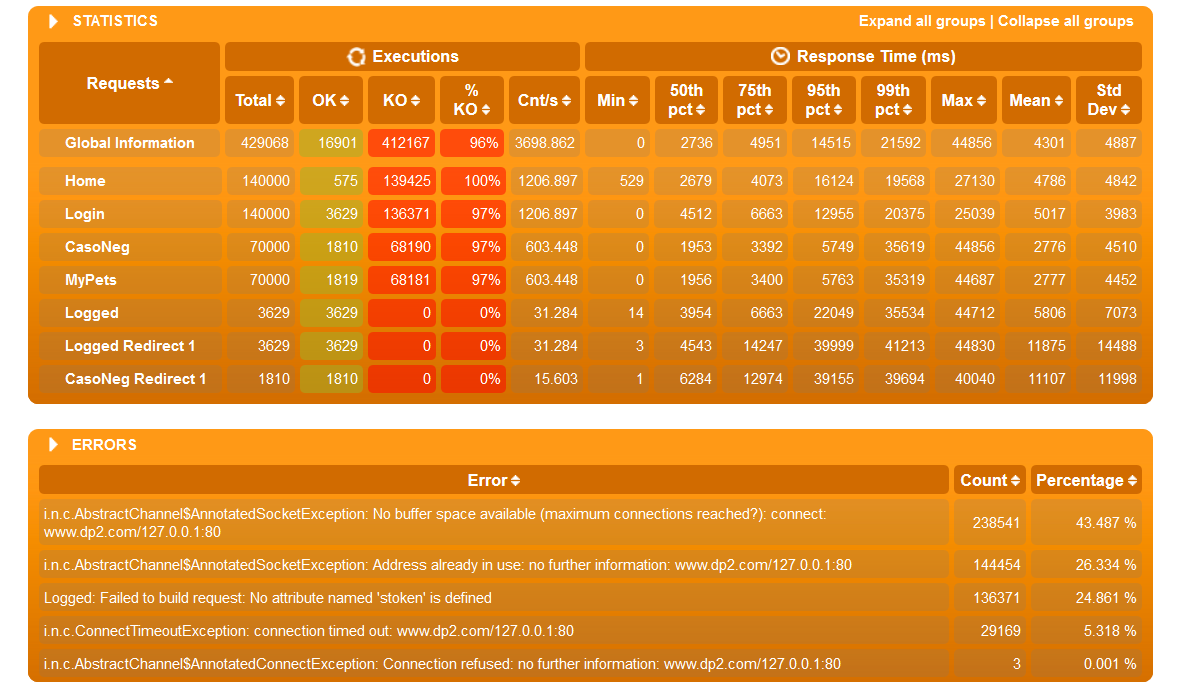 STATISTICS
Expand all groups | Collapse all groups
Requests
Executions
Response Time (ms)
Total OK KO % KO Cnt/s Min 50th pct 75th pct 95th pct 99th pct Max Mean Std Dev
Global Information 429068 16901 412167 96% 3698.862 0 2736 4951 14515 21592 44856 4301 4887
Home 140000 575 139425 100% 1206.897 529 2679 4073 16124 19568 27130 4786 4842
Login 140000 3629 136371 97% 1206.897 0 4512 6663 12955 20375 25039 5017 3983
CasoNeg 70000 1810 68190 97% 603.448 0 1953 3392 5749 35619 44856 2776 4510
MyPets 70000 1819 68181 97% 603.448 0 1956 3400 5763 35319 44687 2777 4452
Logged 3629 3629 0 0% 31.284 14 3954 6663 22049 35534 44712 5806 7073
Logged Redirect 1 3629 3629 0 0% 31.284 3 4543 14247 39999 41213 44830 11875 14488
CasoNeg Redirect 1 1810 1810 0 0% 15.603 1 6284 12974 39155 39694 40040 11107 11998
ERRORS
Error Count Percentage
i.n.c.AbstractChannel$AnnotatedSocketException: No buffer space available (maximum connections reached?): connect:
www.dp2.com/127.0.0.1:80
238541 43.487 %
i.n.c.AbstractChannel$AnnotatedSocketException: Address already in use: no further information: www.dp2.com/127.0.0.1:80 144454 26.334 %
Logged: Failed to build request: No attribute named 'stoken' is defined 136371 24.861 %
i.n.c.ConnectTimeoutException: connection timed out: www.dp2.com/127.0.0.1:80 29169 5.318 %
i.n.c.AbstractChannel$AnnotatedConnectException: Connection refused: no further information: www.dp2.com/127.0.0.1:80 3 0.001 %